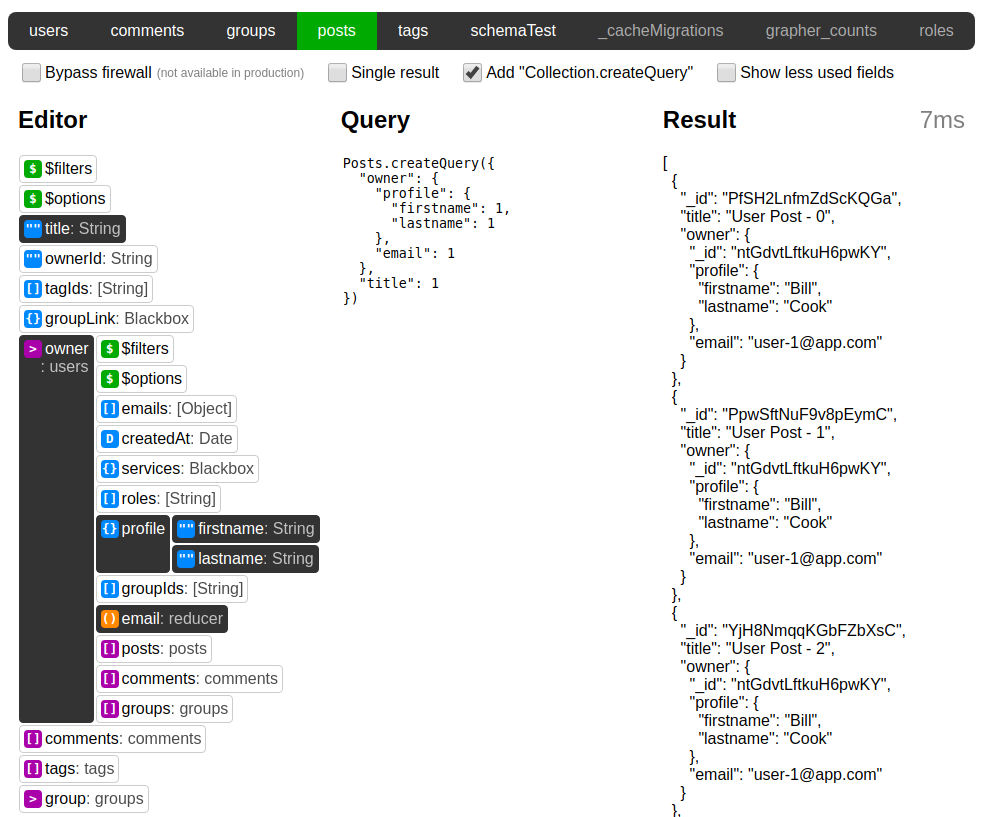 users comments groups posts tags schemaTest _cacheMigrations grapher_counts roles
Bypass firewall (not available in production) Single result Add "Collection.createQuery" Show less used fields
Editor
$ $filters
$ $options
"" title: String
"" ownerId: String
[] tagIds: [String]
{} groupLink: Blackbox
> owner
: users
$ $filters
$ $options
[] emails: [Object]
D createdAt: Date
{} services: Blackbox
[] roles: [String]
{} profile
"" firstname: String
"" lastname: String
[] groupIds: [String]
() email: reducer
[] posts: posts
[] comments: comments
[] groups: groups
[] comments: comments
[] tags: tags
> group: groups
Query
Posts.createQuery({
"owner": {
"profile": {
"firstname": 1,
"lastname": 1
},
"email": 1
},
"title": 1
})
Result 7ms
[
{
"_id": "PfSH2LnfmZdScKQGa",
"title": "User Post - 0",
"owner": {
"_id": "ntGdvtLftkuH6pwKY",
"profile": {
"firstname": "Bill",
"lastname": "Cook"
},
"email": "user-1@app.com"
}
},
{
"_id": "PpwSftNuF9v8pEymC",
"title": "User Post - 1",
"owner": {
"_id": "ntGdvtLftkuH6pwKY",
"profile": {
"firstname": "Bill",
"lastname": "Cook"
},
"email": "user-1@app.com"
}
},
{
"_id": "YjH8NmqqKGbFZbXsC",
"title": "User Post - 2",
"owner": {
"_id": "ntGdvtLftkuH6pwKY",
"profile": {
"firstname": "Bill",
"lastname": "Cook"
},
"email": "user-1@app.com"
}
},